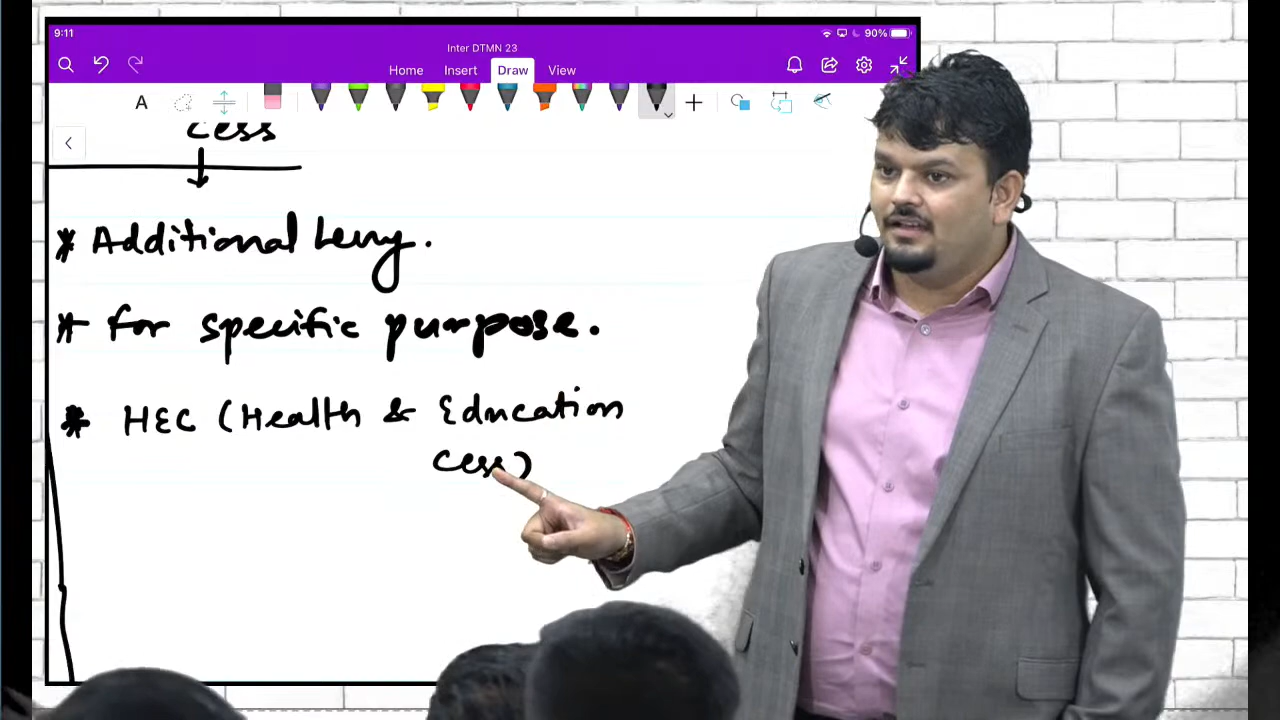 9:11
90%
Inter DTMN 23
Home Insert Draw View
A
Cess
* Additional Levy.
* for specific purpose.
* HEC (Health & Education
Cess)